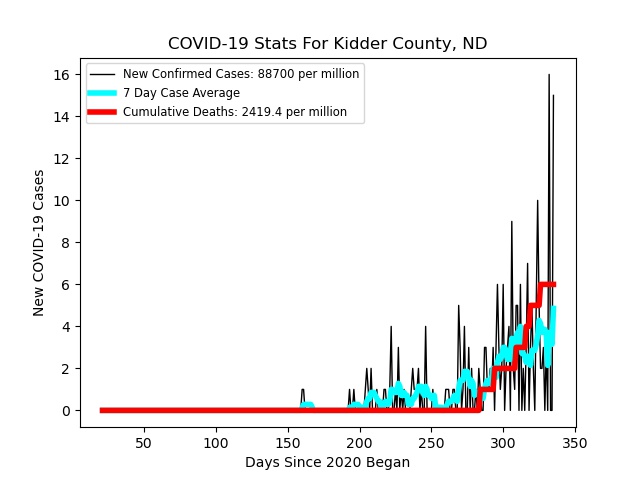 COVID-19 Stats For Kidder County, ND
New Confirmed Cases: 88700 per million
7 Day Case Average
Cumulative Deaths: 2419.4 per million
New COVID-19 Cases
16
14
12
10
8
6
4
2
0
50 100 150 200 250 300 350
Days Since 2020 Began